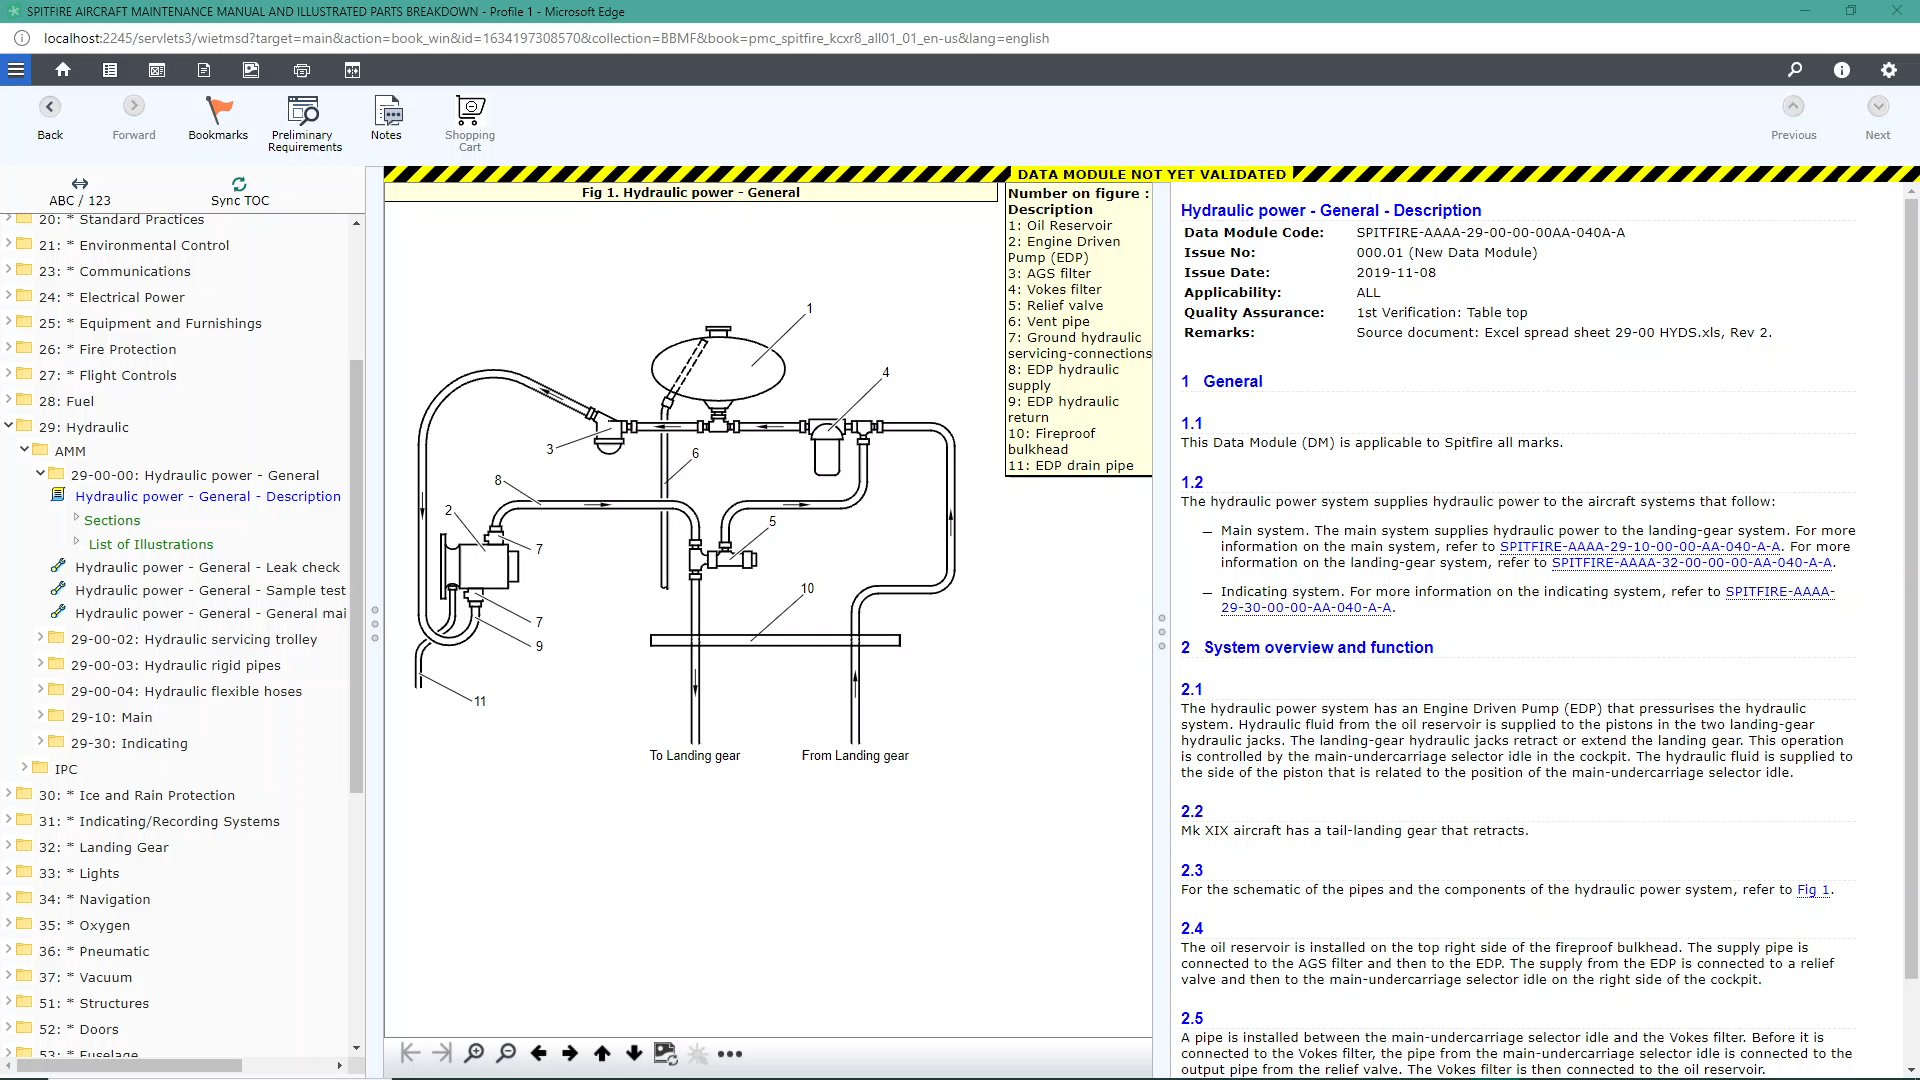 SPITFIRE AIRCRAFT MAINTENANCE MANUAL AND ILLUSTRATED PARTS BREAKDOWN - Profile 1 - Microsoft Edge
localhost:2245/servlets3/wietmsd?target=main&action=book_win&id=1634197308570&collection=BBMF&book=pmc_spitfire_kcxr8_all01_01_en-us&lang=english
Back
Forward
Bookmarks
Preliminary
Requirements
Notes
Shopping
Cart
Previous
Next
ABC / 123
Sync TOC
20: * Standard Practices
21: * Environmental Control
23: * Communications
24: * Electrical Power
25: * Equipment and Furnishings
26: * Fire Protection
27: * Flight Controls
28: Fuel
29: Hydraulic
AMM
29-00-00: Hydraulic power - General
Hydraulic power - General - Description
Sections
List of Illustrations
Hydraulic power - General - Leak check
Hydraulic power - General - Sample test
Hydraulic power - General - General mai
29-00-02: Hydraulic servicing trolley
29-00-03: Hydraulic rigid pipes
29-00-04: Hydraulic flexible hoses
29-10: Main
29-30: Indicating
IPC
30: * Ice and Rain Protection
31: * Indicating/Recording Systems
32: * Landing Gear
33: * Lights
34: * Navigation
35: * Oxygen
36: * Pneumatic
37: * Vacuum
51: * Structures
52: * Doors
53: * Fuselage
DATA MODULE NOT YET VALIDATED
Fig 1. Hydraulic power - General
1
4
3
6
8
2
5
7
10
7
9
11
To Landing gear
From Landing gear
Number on figure :
Description
1: Oil Reservoir
2: Engine Driven
Pump (EDP)
3: AGS filter
4: Vokes filter
5: Relief valve
6: Vent pipe
7: Ground hydraulic
servicing-connections
8: EDP hydraulic
supply
9: EDP hydraulic
return
10: Fireproof
bulkhead
11: EDP drain pipe
Hydraulic power - General - Description
Data Module Code: SPITFIRE-AAAA-29-00-00-00AA-040A-A
Issue No: 000.01 (New Data Module)
Issue Date: 2019-11-08
Applicability: ALL
Quality Assurance: 1st Verification: Table top
Remarks: Source document: Excel spread sheet 29-00 HYDS.xls, Rev 2.
1 General
1.1
This Data Module (DM) is applicable to Spitfire all marks.
1.2
The hydraulic power system supplies hydraulic power to the aircraft systems that follow:
— Main system. The main system supplies hydraulic power to the landing-gear system. For more
information on the main system, refer to SPITFIRE-AAAA-29-10-00-00-AA-040-A-A. For more
information on the landing-gear system, refer to SPITFIRE-AAAA-32-00-00-00-AA-040-A-A.
— Indicating system. For more information on the indicating system, refer to SPITFIRE-AAAA-
29-30-00-00-AA-040-A-A.
2 System overview and function
2.1
The hydraulic power system has an Engine Driven Pump (EDP) that pressurises the hydraulic
system. Hydraulic fluid from the oil reservoir is supplied to the pistons in the two landing-gear
hydraulic jacks. The landing-gear hydraulic jacks retract or extend the landing gear. This operation
is controlled by the main-undercarriage selector idle in the cockpit. The hydraulic fluid is supplied to
the side of the piston that is related to the position of the main-undercarriage selector idle.
2.2
Mk XIX aircraft has a tail-landing gear that retracts.
2.3
For the schematic of the pipes and the components of the hydraulic power system, refer to Fig 1.
2.4
The oil reservoir is installed on the top right side of the fireproof bulkhead. The supply pipe is
connected to the AGS filter and then to the EDP. The supply from the EDP is connected to a relief
valve and then to the main-undercarriage selector idle on the right side of the cockpit.
2.5
A pipe is installed between the main-undercarriage selector idle and the Vokes filter. Before it is
connected to the Vokes filter, the pipe from the main-undercarriage selector idle is connected to the
output pipe from the relief valve. The Vokes filter is then connected to the oil reservoir.